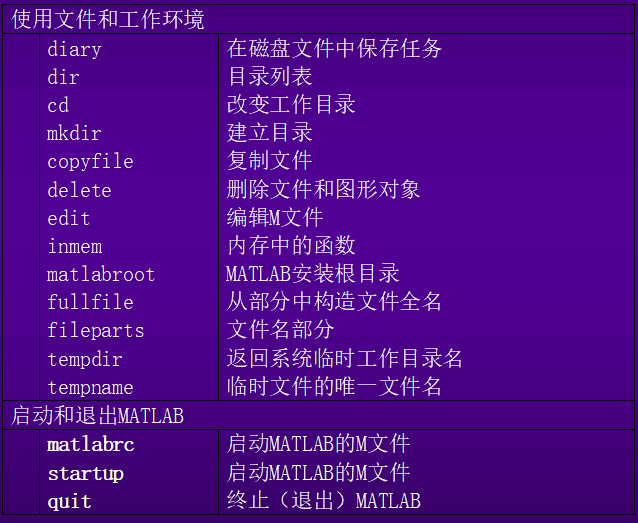 使用文件和工作环境
diary 在磁盘文件中保存任务
dir 目录列表
cd 改变工作目录
mkdir 建立目录
copyfile 复制文件
delete 删除文件和图形对象
edit 编辑M文件
inmem 内存中的函数
matlabroot MATLAB安装根目录
fullfile 从部分中构造文件全名
fileparts 文件名部分
tempdir 返回系统临时工作目录名
tempname 临时文件的唯一文件名
启动和退出MATLAB
matlabrc 启动MATLAB的M文件
startup 启动MATLAB的M文件
quit 终止（退出）MATLAB